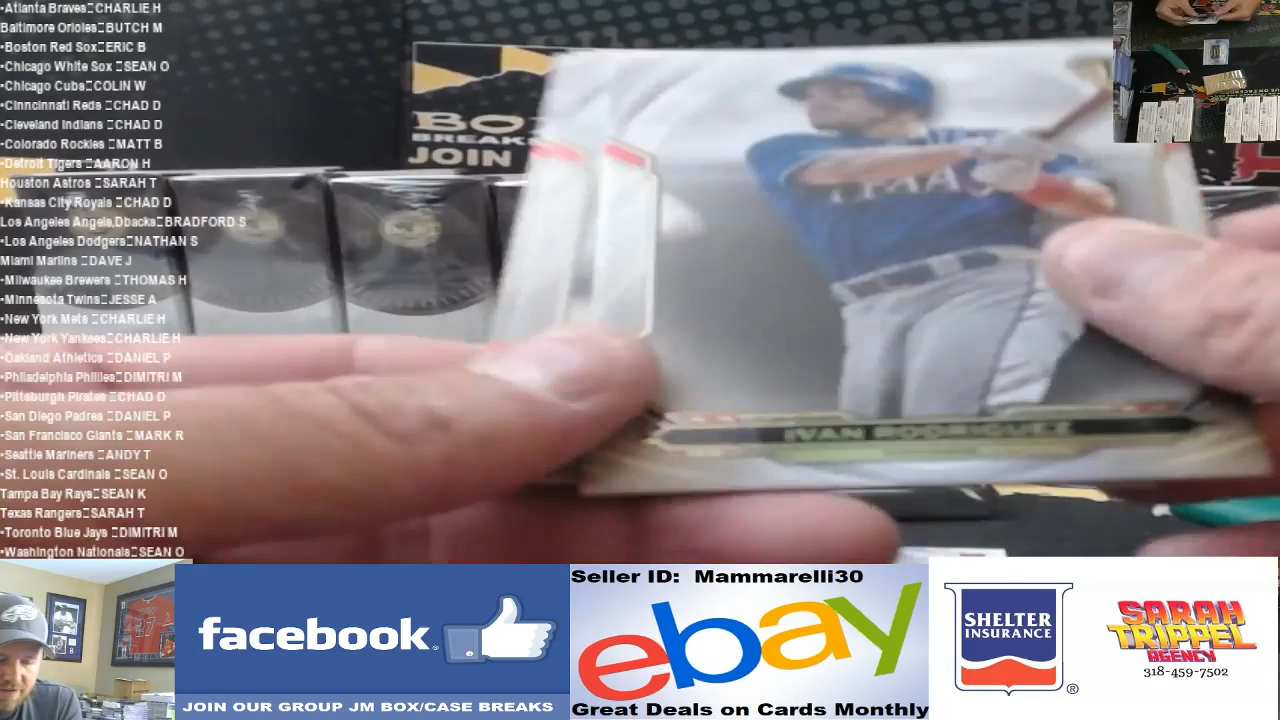 •Atlanta Braves CHARLIE H
Baltimore Orioles BUTCH M
•Boston Red Sox ERIC B
•Chicago White Sox SEAN O
•Chicago Cubs COLIN W
•Cinncinnati Reds CHAD D
•Cleveland Indians CHAD D
•Colorado Rockies MATT B
•Detroit Tigers AARON H
Houston Astros SARAH T
•Kansas City Royals CHAD D
Los Angeles Angels,Dbacks BRADFORD S
•Los Angeles Dodgers NATHAN S
Miami Marlins DAVE J
•Milwaukee Brewers THOMAS H
•Minnesota Twins JESSE A
•New York Mets CHARLIE H
•New York Yankees CHARLIE H
•Oakland Athletics DANIEL P
•Philadelphia Phillies DIMITRI M
•Pittsburgh Pirates CHAD D
•San Diego Padres DANIEL P
•San Francisco Giants MARK R
•Seattle Mariners ANDY T
•St. Louis Cardinals SEAN O
Tampa Bay Rays SEAN K
Texas Rangers SARAH T
•Toronto Blue Jays DIMITRI M
•Washington Nationals SEAN O
BO
BREAK
JOIN
TEXAS
IVAN RODRIGUEZ
facebook
JOIN OUR GROUP JM BOX/CASE BREAKS
Seller ID: Mammarelli30
ebay
Great Deals on Cards Monthly
SHELTER
INSURANCE
®
SARAH
TRIPPEL
AGENCY
318-459-7502
27